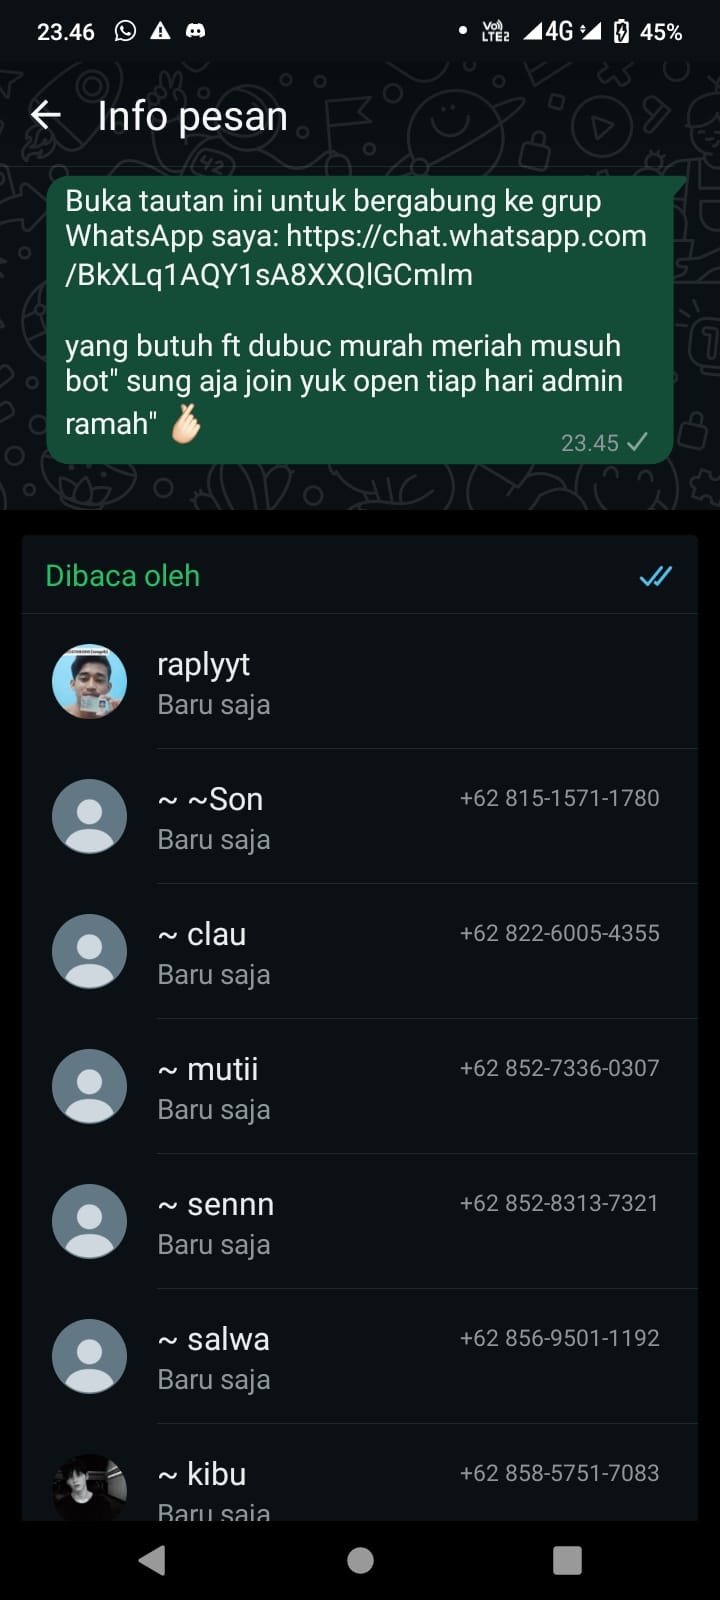 23.46
Vo))
LTE2
4G
45%
Info pesan
Buka tautan ini untuk bergabung ke grup
WhatsApp saya: https://chat.whatsapp.com
/BkXLq1AQY1sA8XXQlGCmIm
yang butuh ft dubuc murah meriah musuh
bot" sung aja join yuk open tiap hari admin
ramah" 🫰🏻
23.45
Dibaca oleh
raplyyt
Baru saja
~ ~Son
+62 815-1571-1780
Baru saja
~ clau
+62 822-6005-4355
Baru saja
~ mutii
+62 852-7336-0307
Baru saja
~ sennn
+62 852-8313-7321
Baru saja
~ salwa
+62 856-9501-1192
Baru saja
~ kibu
+62 858-5751-7083
Baru saja